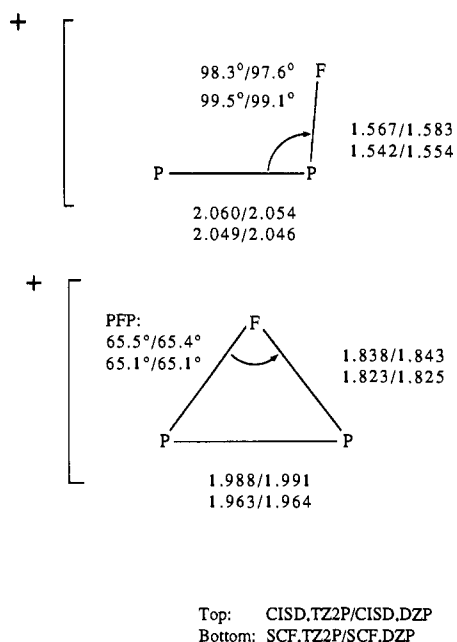 +
98.3°/97.6°
F
99.5°/99.1°
1.567/1.583
1.542/1.554
P
P
2.060/2.054
2.049/2.046
+
PFP:
65.5°/65.4°
65.1°/65.1°
F
1.838/1.843
1.823/1.825
P
P
1.988/1.991
1.963/1.964
Top: CISD,TZ2P/CISD,DZP
Bottom: SCF,TZ2P/SCF,DZP